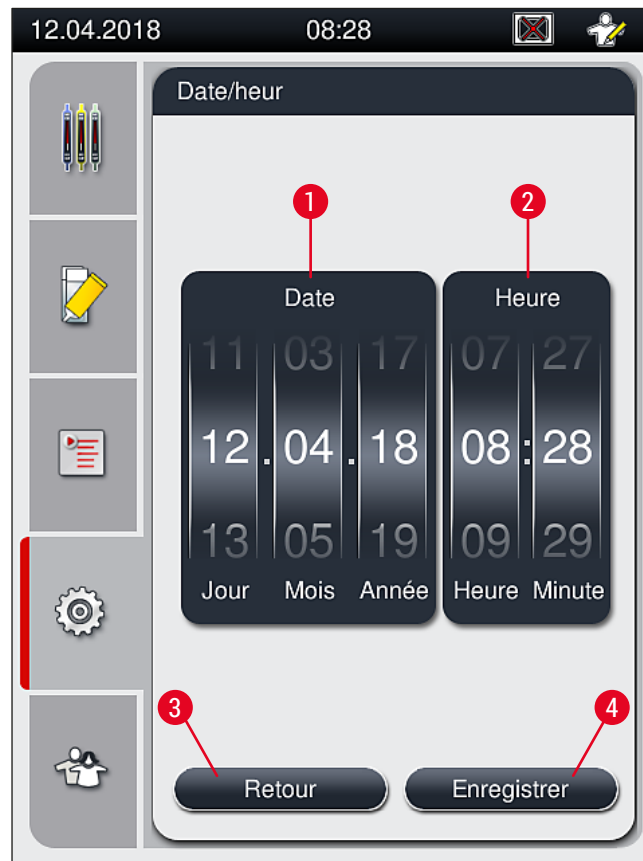 12.04.2018 08:28
Date/heur
1 2
Date Heure
11 03 17 07 27
12 . 04 . 18 08 : 28
13 05 19 09 29
Jour Mois Année Heure Minute
3 4
Retour Enregistrer